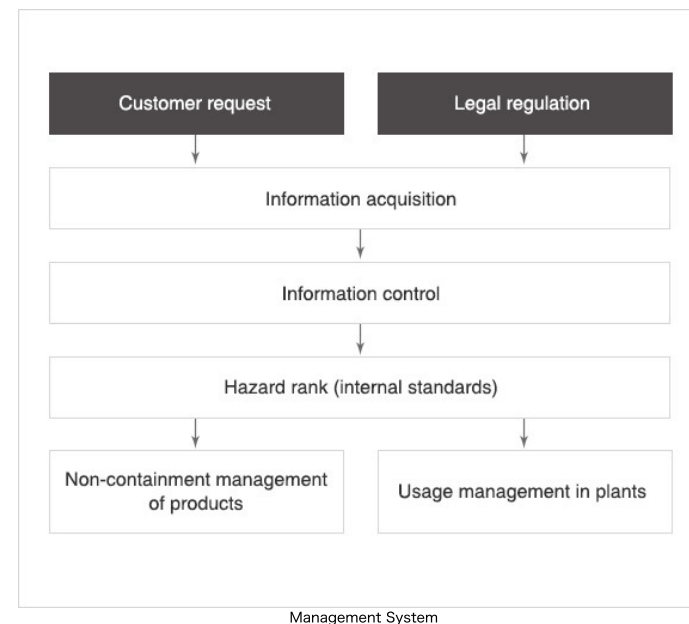 Customer request
Legal regulation
Information acquisition
Information control
Hazard rank (internal standards)
Non-containment management
of products
Usage management in plants
Management System